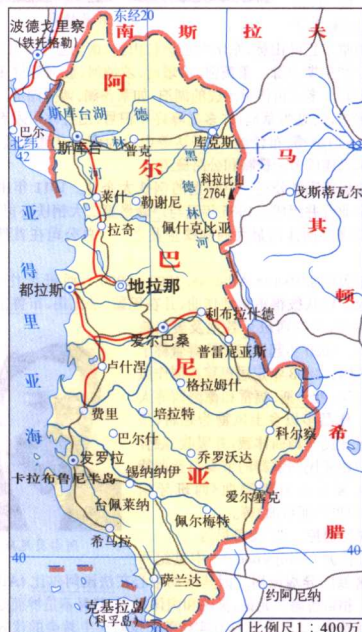 东经20
南斯拉夫
波德戈里察
(铁托格勒)
阿
斯库台湖
德
林
巴尔
北纬
42
42
斯库台
普克
库克斯
马
河
尔
黑
德
林
河
科拉比山
2764
莱什
勒谢尼
戈斯蒂瓦尔
亚
拉奇
佩什克比亚
其
得
巴
地拉那
都拉斯
顿
里
利布拉什德
爱尔巴桑
普雷尼亚斯
亚
卢什涅
尼
格拉姆什
海
费里
培拉特
希
巴尔什
科尔察
发罗拉
乔罗沃达
卡拉布鲁尼半岛
锡纳纳伊
亚
台佩莱纳
爱尔塞克
佩尔梅特
腊
希马拉
40
40
萨兰达
克基拉岛
(科孚岛)
约阿尼纳
20
比例尺1:400万